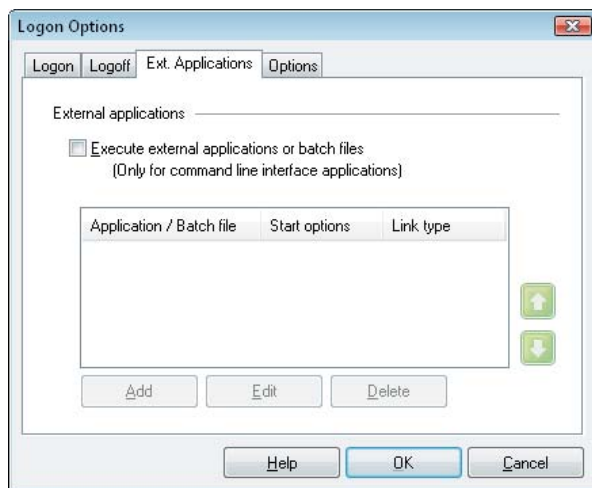 Logon Options
Logon Logoff Ext. Applications Options
External applications
Execute external applications or batch files
(Only for command line interface applications)
Application / Batch file Start options Link type
Add Edit Delete
Help OK Cancel